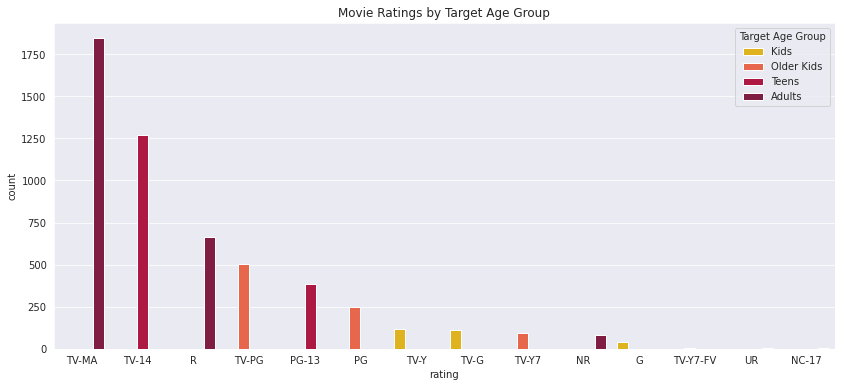 Movie Ratings by Target Age Group
Target Age Group
Kids
Older Kids
Teens
Adults
count
1750
1500
1250
1000
750
500
250
0
TV-MA TV-14 R TV-PG PG-13 PG TV-Y TV-G TV-Y7 NR G TV-Y7-FV UR NC-17
rating